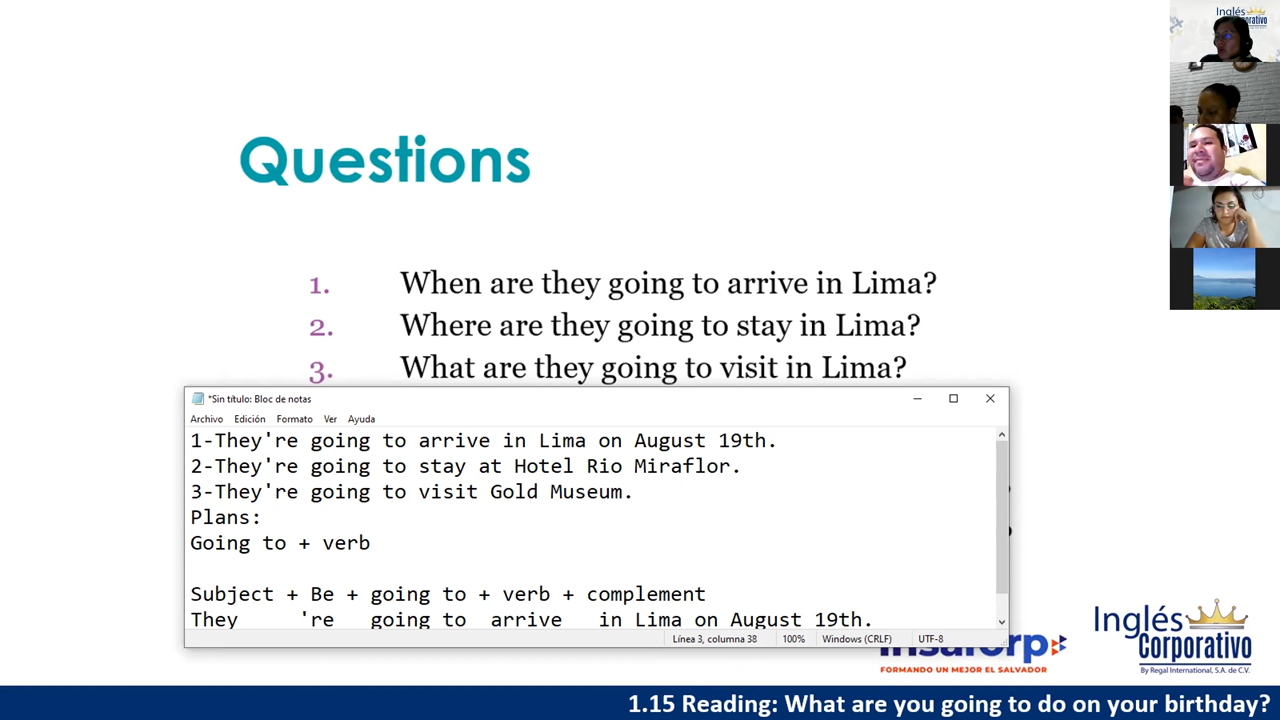 Inglés
Corporativo
Questions
1. When are they going to arrive in Lima?
2. Where are they going to stay in Lima?
3. What are they going to visit in Lima?
*Sin título: Bloc de notas
Archivo Edición Formato Ver Ayuda
1-They're going to arrive in Lima on August 19th.
2-They're going to stay at Hotel Rio Miraflor.
3-They're going to visit Gold Museum.
Plans:
Going to + verb
Subject + Be + going to + verb + complement
They 're going to arrive in Lima on August 19th.
Línea 3, columna 38 100% Windows (CRLF) UTF-8
insaforp
FORMANDO UN MEJOR EL SALVADOR
Inglés
Corporativo
By Regal International, S.A. de C.V.
1.15 Reading: What are you going to do on your birthday?